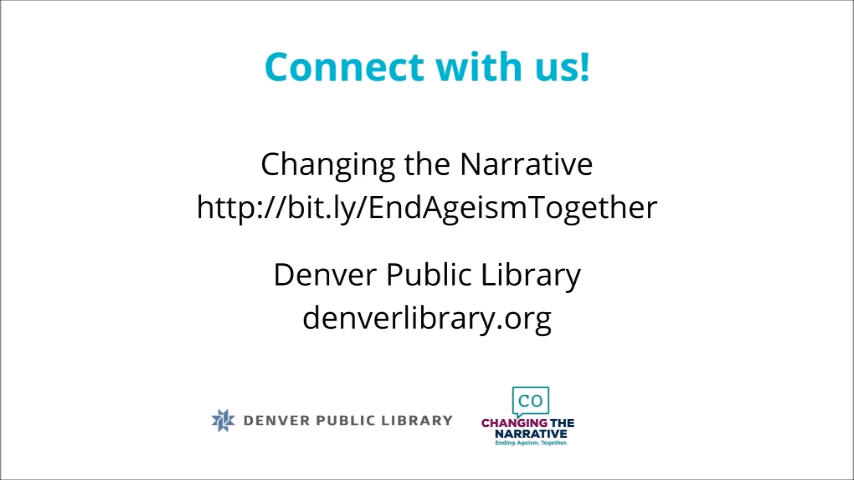 Connect with us!
Changing the Narrative
http://bit.ly/EndAgeismTogether
Denver Public Library
denverlibrary.org
DENVER PUBLIC LIBRARY
CO
CHANGING THE
NARRATIVE
Ending Ageism, Together.